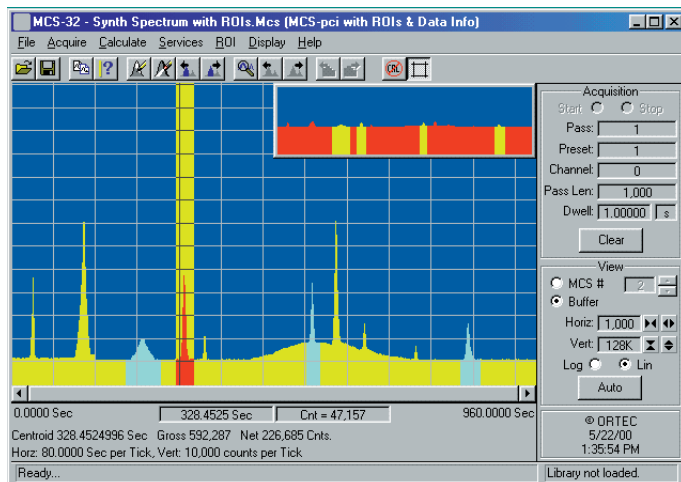 MCS-32 - Synth Spectrum with ROIs.Mcs (MCS-pci with ROIs & Data Info)
File Acquire Calculate Services ROI Display Help
CAL
Acquisition
Start Stop
Pass: 1
Preset: 1
Channel: 0
Pass Len: 1,000
Dwell: 1.00000 s
Clear
View
MCS # 2
Buffer
Horiz: 1,000
Vert: 128K
Log Lin
Auto
0.0000 Sec 328.4525 Sec Cnt = 47,157 960.0000 Sec
Centroid 328.4524996 Sec Gross 592,287 Net 226,685 Cnts.
Horz: 80.0000 Sec per Tick, Vert: 10,000 counts per Tick
© ORTEC
5/22/00
1:35:54 PM
Ready... Library not loaded.